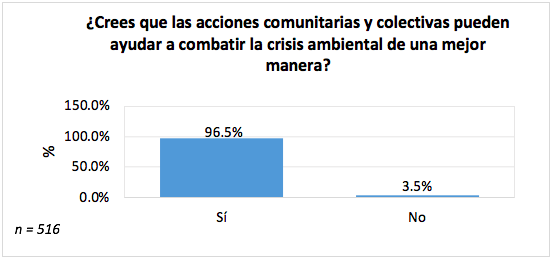 ¿Crees que las acciones comunitarias y colectivas pueden
ayudar a combatir la crisis ambiental de una mejor
manera?
150.0%
100.0%
50.0%
0.0%
%
96.5%
3.5%
Sí
No
n = 516